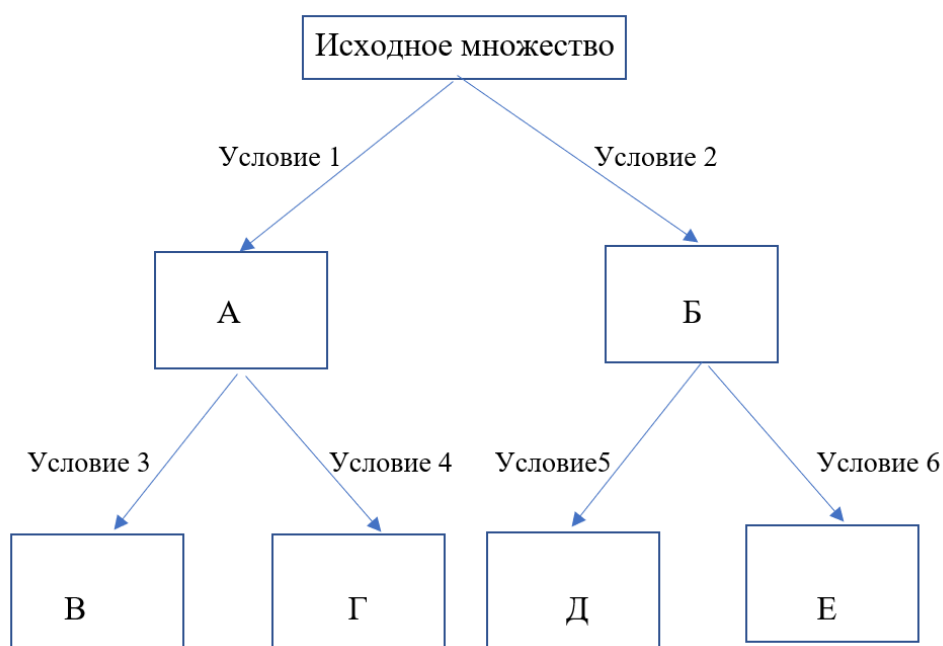 Исходное множество
Условие 1
Условие 2
А
Б
Условие 3
Условие 4
Условие5
Условие 6
В
Г
Д
Е